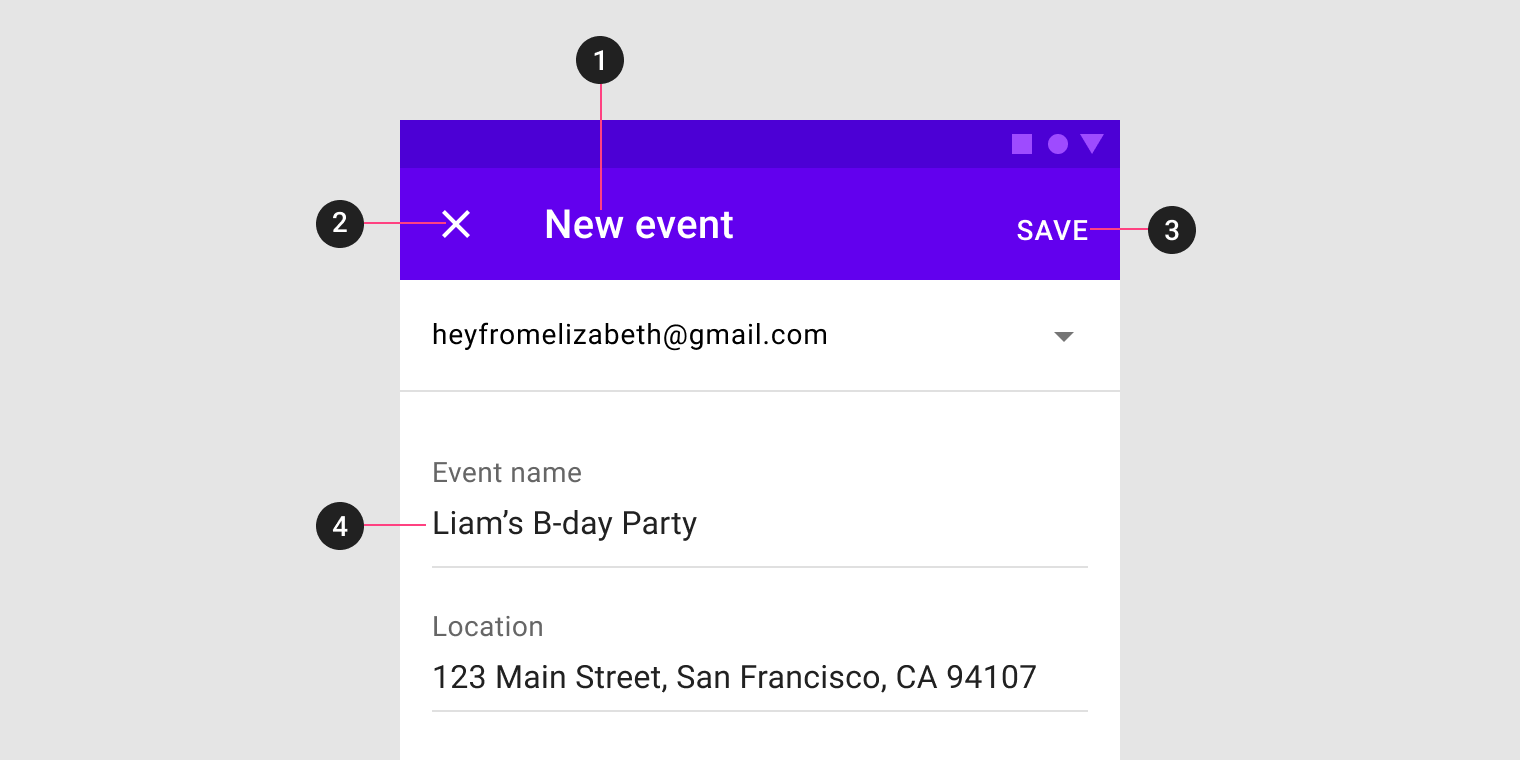 1
2
New event
SAVE
3
heyfromelizabeth@gmail.com
Event name
4
Liam’s B-day Party
Location
123 Main Street, San Francisco, CA 94107